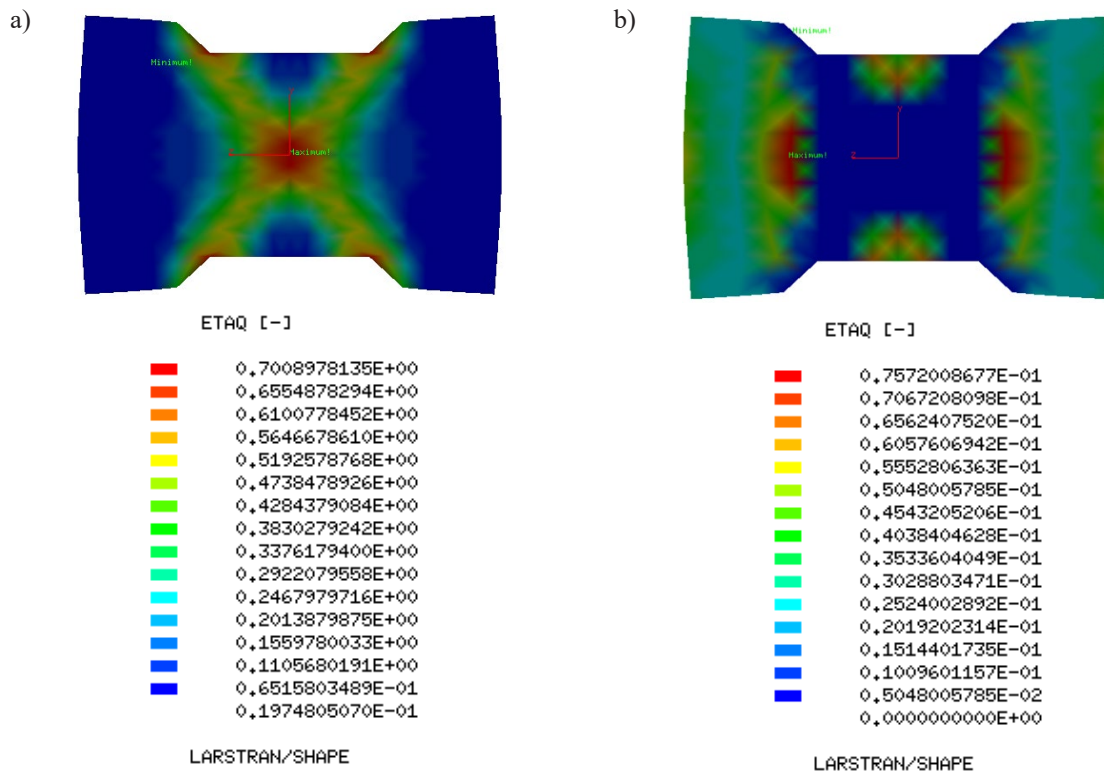 a)
Minimum!
Y
Z
Maximum!
ETAQ [-]
0.7008978135E+00
0.6554878294E+00
0.6100778452E+00
0.5646678610E+00
0.5192578768E+00
0.4738478926E+00
0.4284379084E+00
0.3830279242E+00
0.3376179400E+00
0.2922079558E+00
0.2467979716E+00
0.2013879875E+00
0.1559780033E+00
0.1105680191E+00
0.6515803489E-01
0.1974805070E-01
LARSTRAN/SHAPE
b)
Minimum!
Y
Maximum!
Z
ETAQ [-]
0.7572008677E-01
0.7067208098E-01
0.6562407520E-01
0.6057606942E-01
0.5552806363E-01
0.5048005785E-01
0.4543205206E-01
0.4038404628E-01
0.3533604049E-01
0.3028803471E-01
0.2524002892E-01
0.2019202314E-01
0.1514401735E-01
0.1009601157E-01
0.5048005785E-02
0.0000000000E+00
LARSTRAN/SHAPE